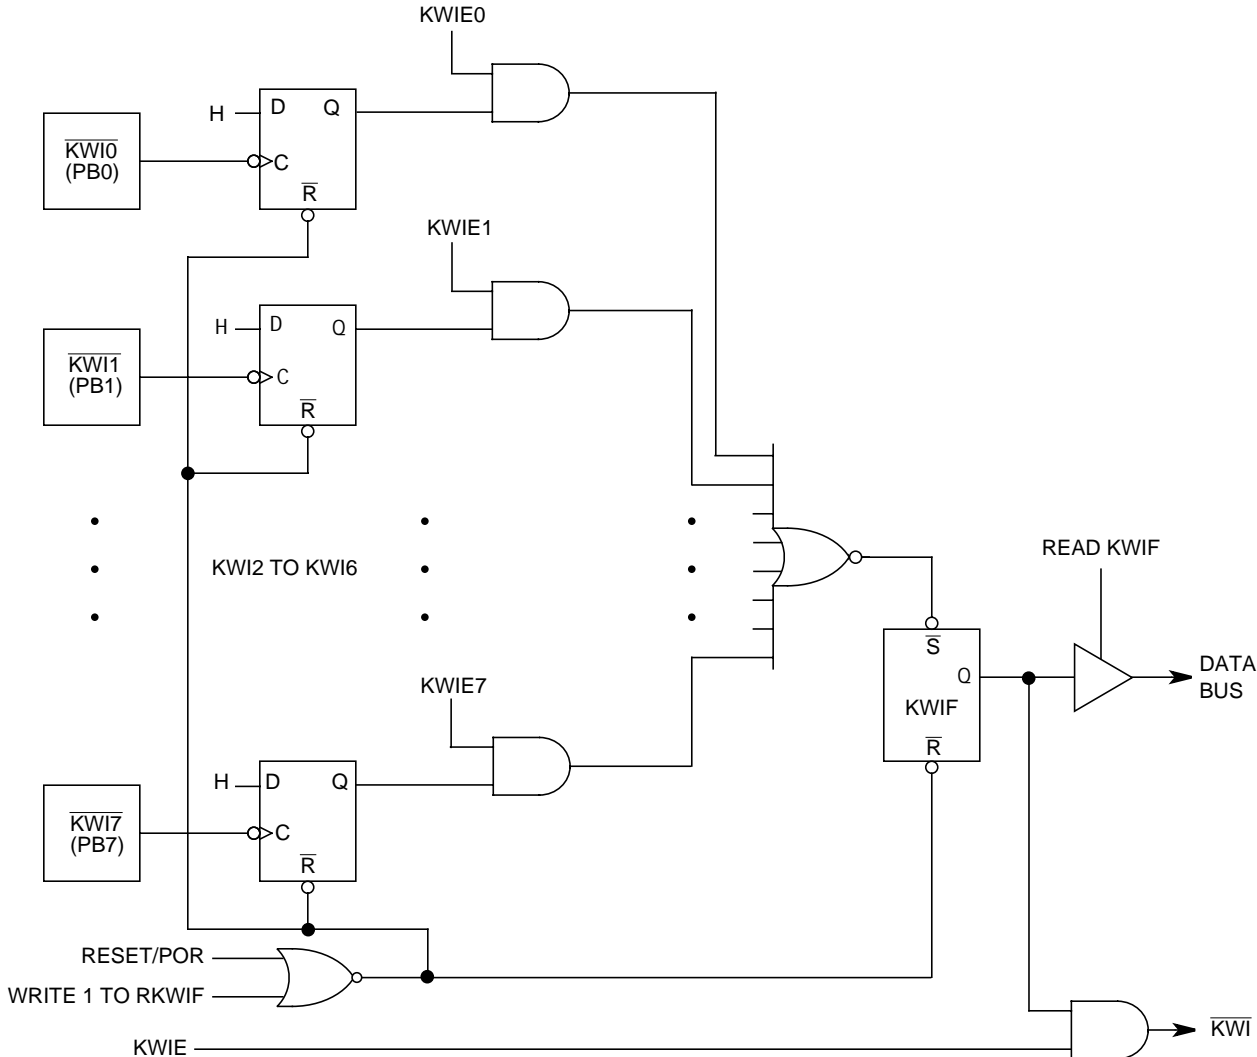 KWIE0
H
D
Q
KWI0
(PB0)
C
R
KWIE1
H
D
Q
KWI1
(PB1)
C
R
KWI2 TO KWI6
READ KWIF
S
Q
KWIF
R
DATA
BUS
KWIE7
H
D
Q
KWI7
(PB7)
C
R
RESET/POR
WRITE 1 TO RKWIF
KWIE
KWI